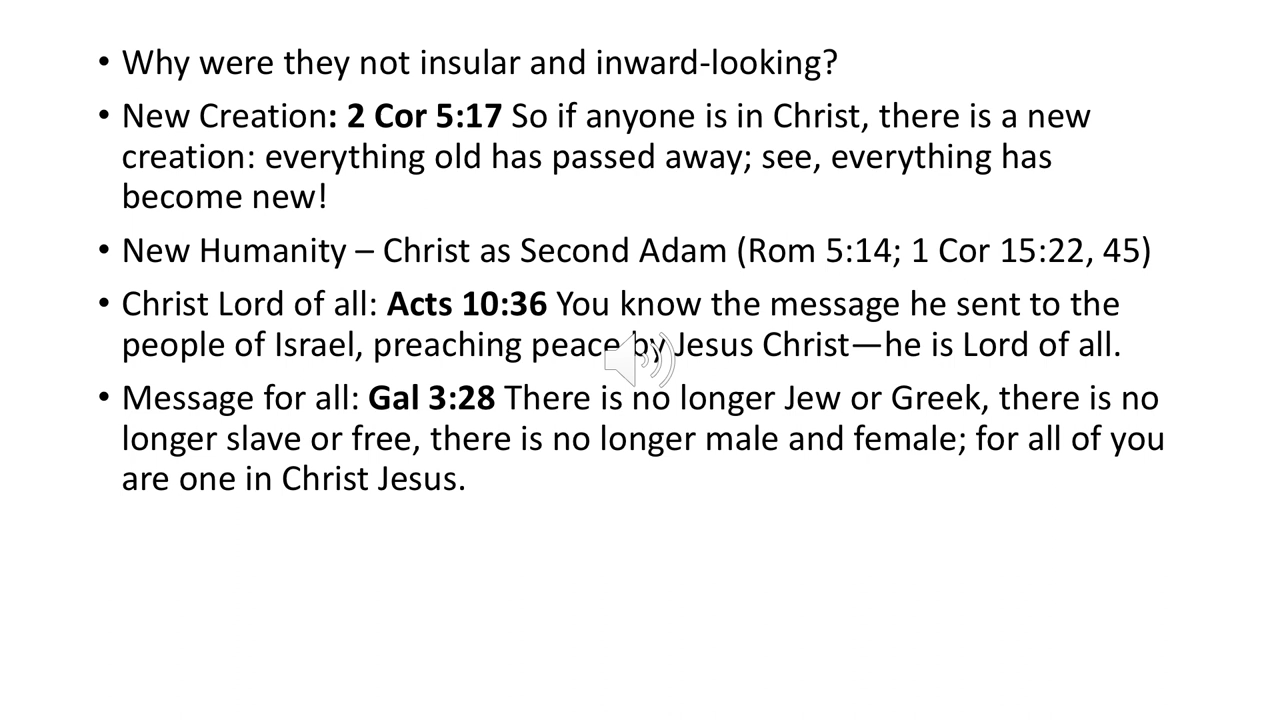 • Why were they not insular and inward-looking?
• New Creation: 2 Cor 5:17 So if anyone is in Christ, there is a new
creation: everything old has passed away; see, everything has
become new!
• New Humanity – Christ as Second Adam (Rom 5:14; 1 Cor 15:22, 45)
• Christ Lord of all: Acts 10:36 You know the message he sent to the
people of Israel, preaching peace by Jesus Christ—he is Lord of all.
• Message for all: Gal 3:28 There is no longer Jew or Greek, there is no
longer slave or free, there is no longer male and female; for all of you
are one in Christ Jesus.